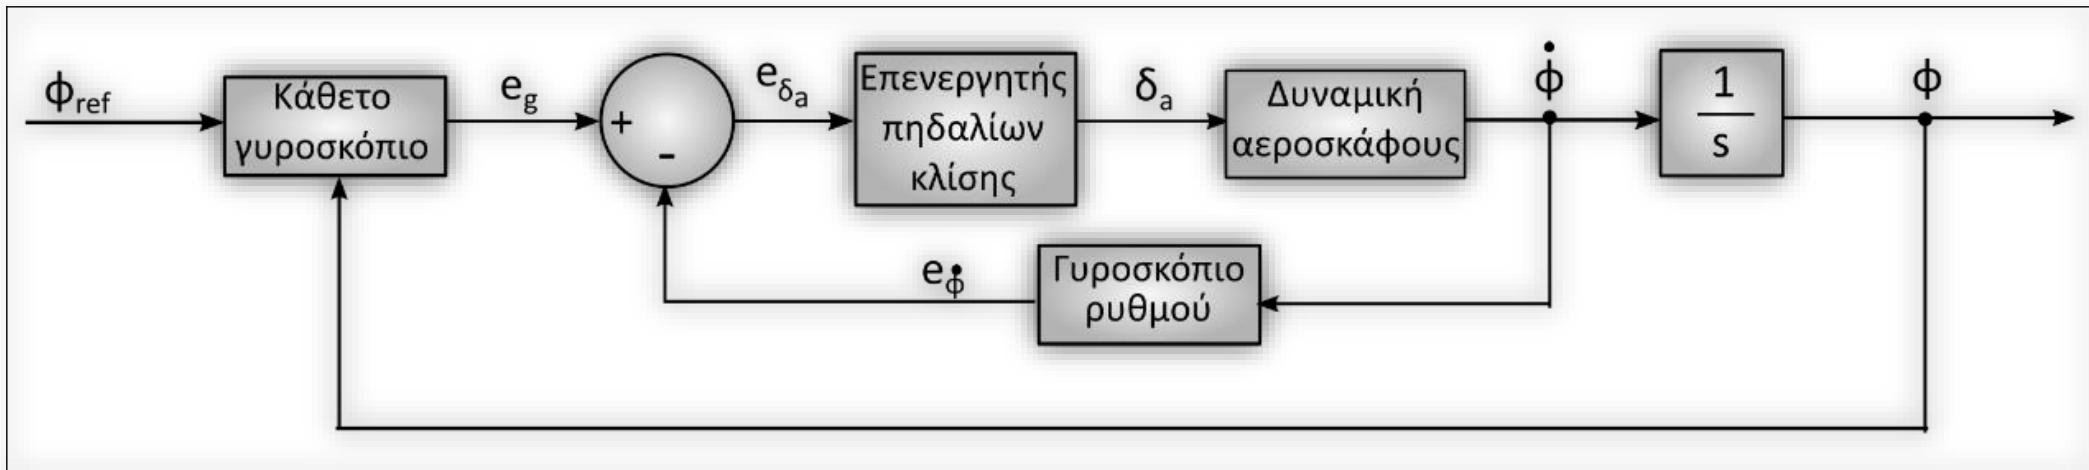 ϕref
Κάθετο
γυροσκόπιο
eg
+
-
eδa
Επενεργητής
πηδαλίων
κλίσης
δa
Δυναμική
αεροσκάφους
ϕ̇
1
s
ϕ
eϕ̇
Γυροσκόπιο
ρυθμού